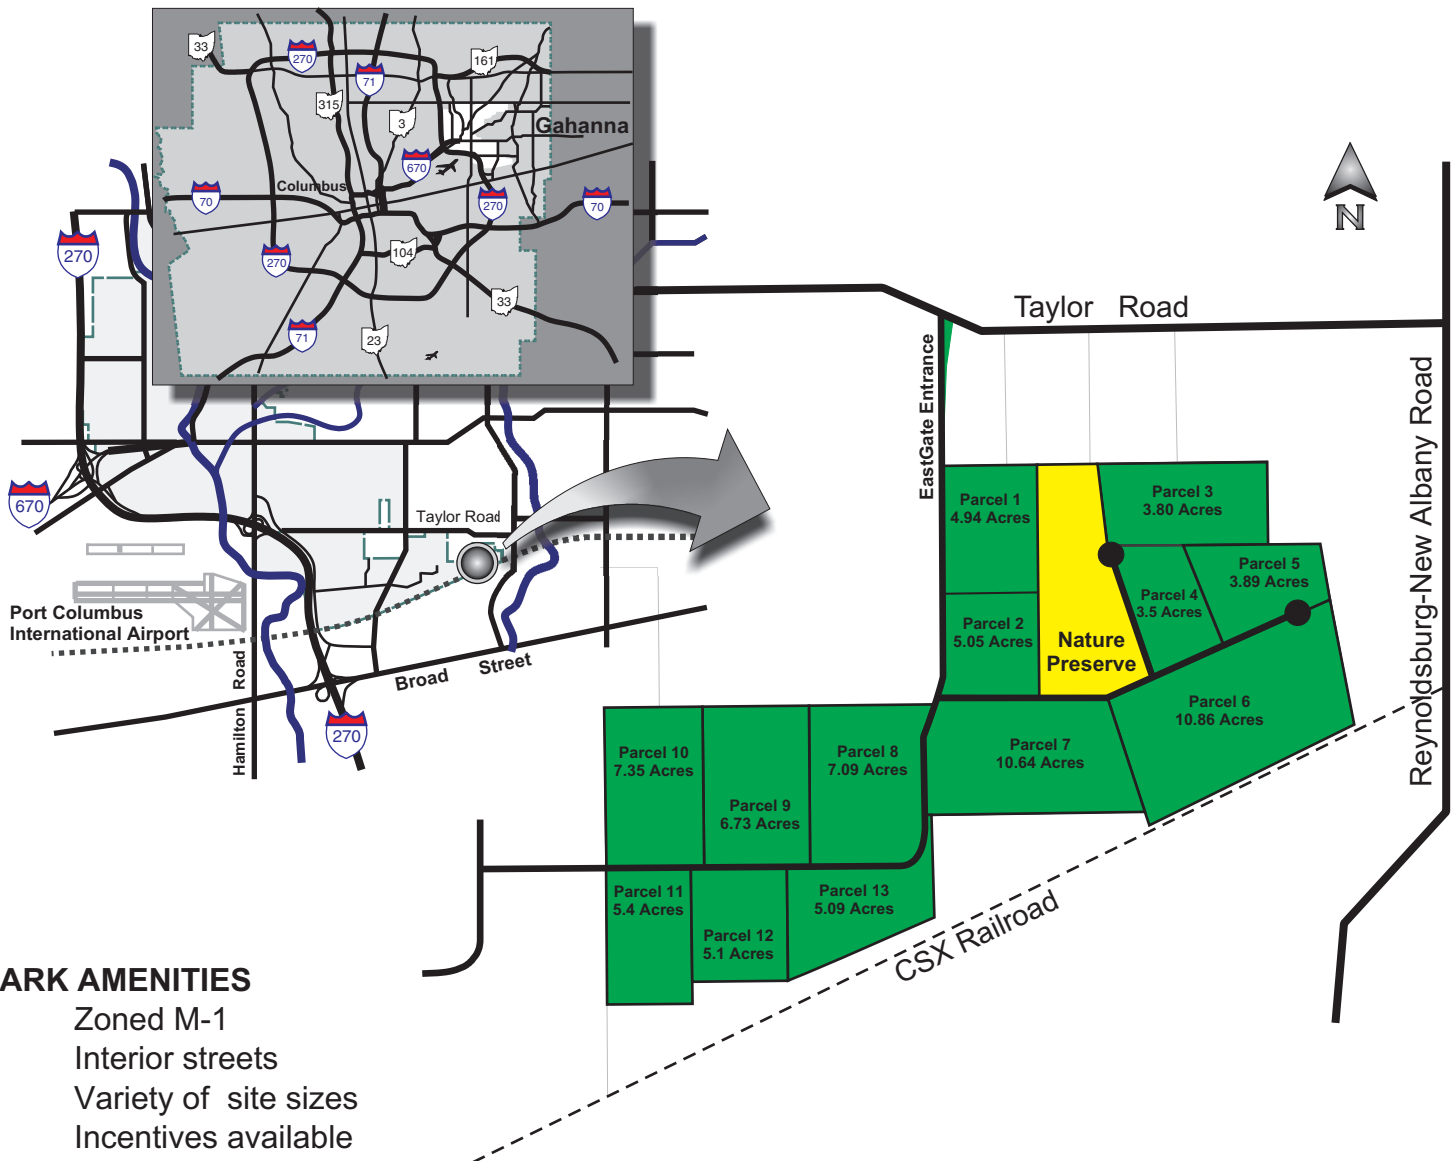 33
270
71
161
315
3
Gahanna
670
Columbus
70
270
70
270
104
33
71
23
270
N
Taylor Road
EastGate Entrance
Reynoldsburg-New Albany Road
670
Taylor Road
Port Columbus
International Airport
Hamilton Road
Broad Street
270
Parcel 1
4.94 Acres
Parcel 3
3.80 Acres
Parcel 5
3.89 Acres
Parcel 4
3.5 Acres
Parcel 2
5.05 Acres
Nature
Preserve
Parcel 6
10.86 Acres
Parcel 7
10.64 Acres
Parcel 10
7.35 Acres
Parcel 8
7.09 Acres
Parcel 9
6.73 Acres
Parcel 11
5.4 Acres
Parcel 13
5.09 Acres
Parcel 12
5.1 Acres
CSX Railroad
ARK AMENITIES
Zoned M-1
Interior streets
Variety of site sizes
Incentives available